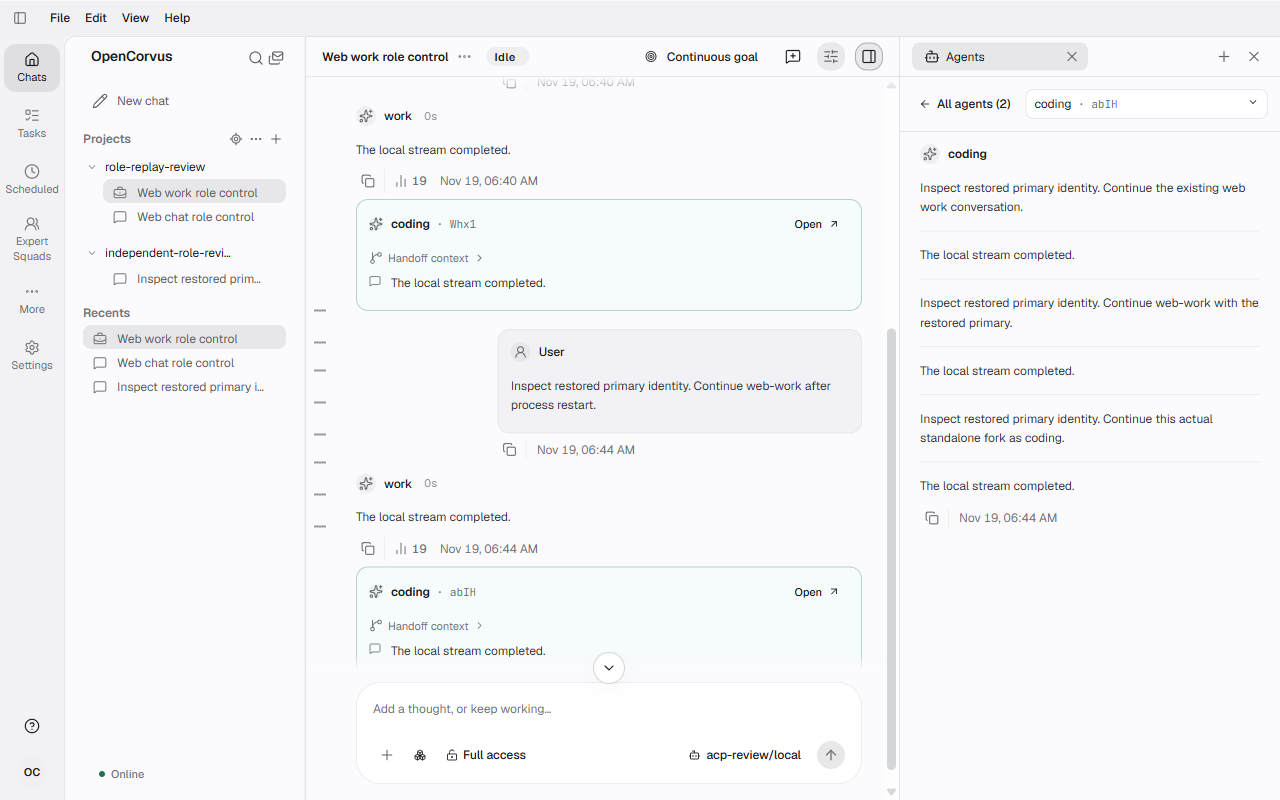 File Edit View Help
Chats
Tasks
Scheduled
Expert
Squads
More
Settings
OC
OpenCorvus
New chat
Projects
role-replay-review
Web work role control
Web chat role control
independent-role-revi...
Inspect restored prim...
Recents
Web work role control
Web chat role control
Inspect restored primary i...
Online
Web work role control ··· Idle Continuous goal
Nov 19, 06:40 AM
work 0s
The local stream completed.
19 Nov 19, 06:40 AM
coding · Whx1 Open
Handoff context
The local stream completed.
User
Inspect restored primary identity. Continue web-work after
process restart.
Nov 19, 06:44 AM
work 0s
The local stream completed.
19 Nov 19, 06:44 AM
coding · abIH Open
Handoff context
The local stream completed.
Add a thought, or keep working...
Full access acp-review/local
Agents
All agents (2) coding · abIH
coding
Inspect restored primary identity. Continue the existing web
work conversation.
The local stream completed.
Inspect restored primary identity. Continue web-work with the
restored primary.
The local stream completed.
Inspect restored primary identity. Continue this actual
standalone fork as coding.
The local stream completed.
Nov 19, 06:44 AM